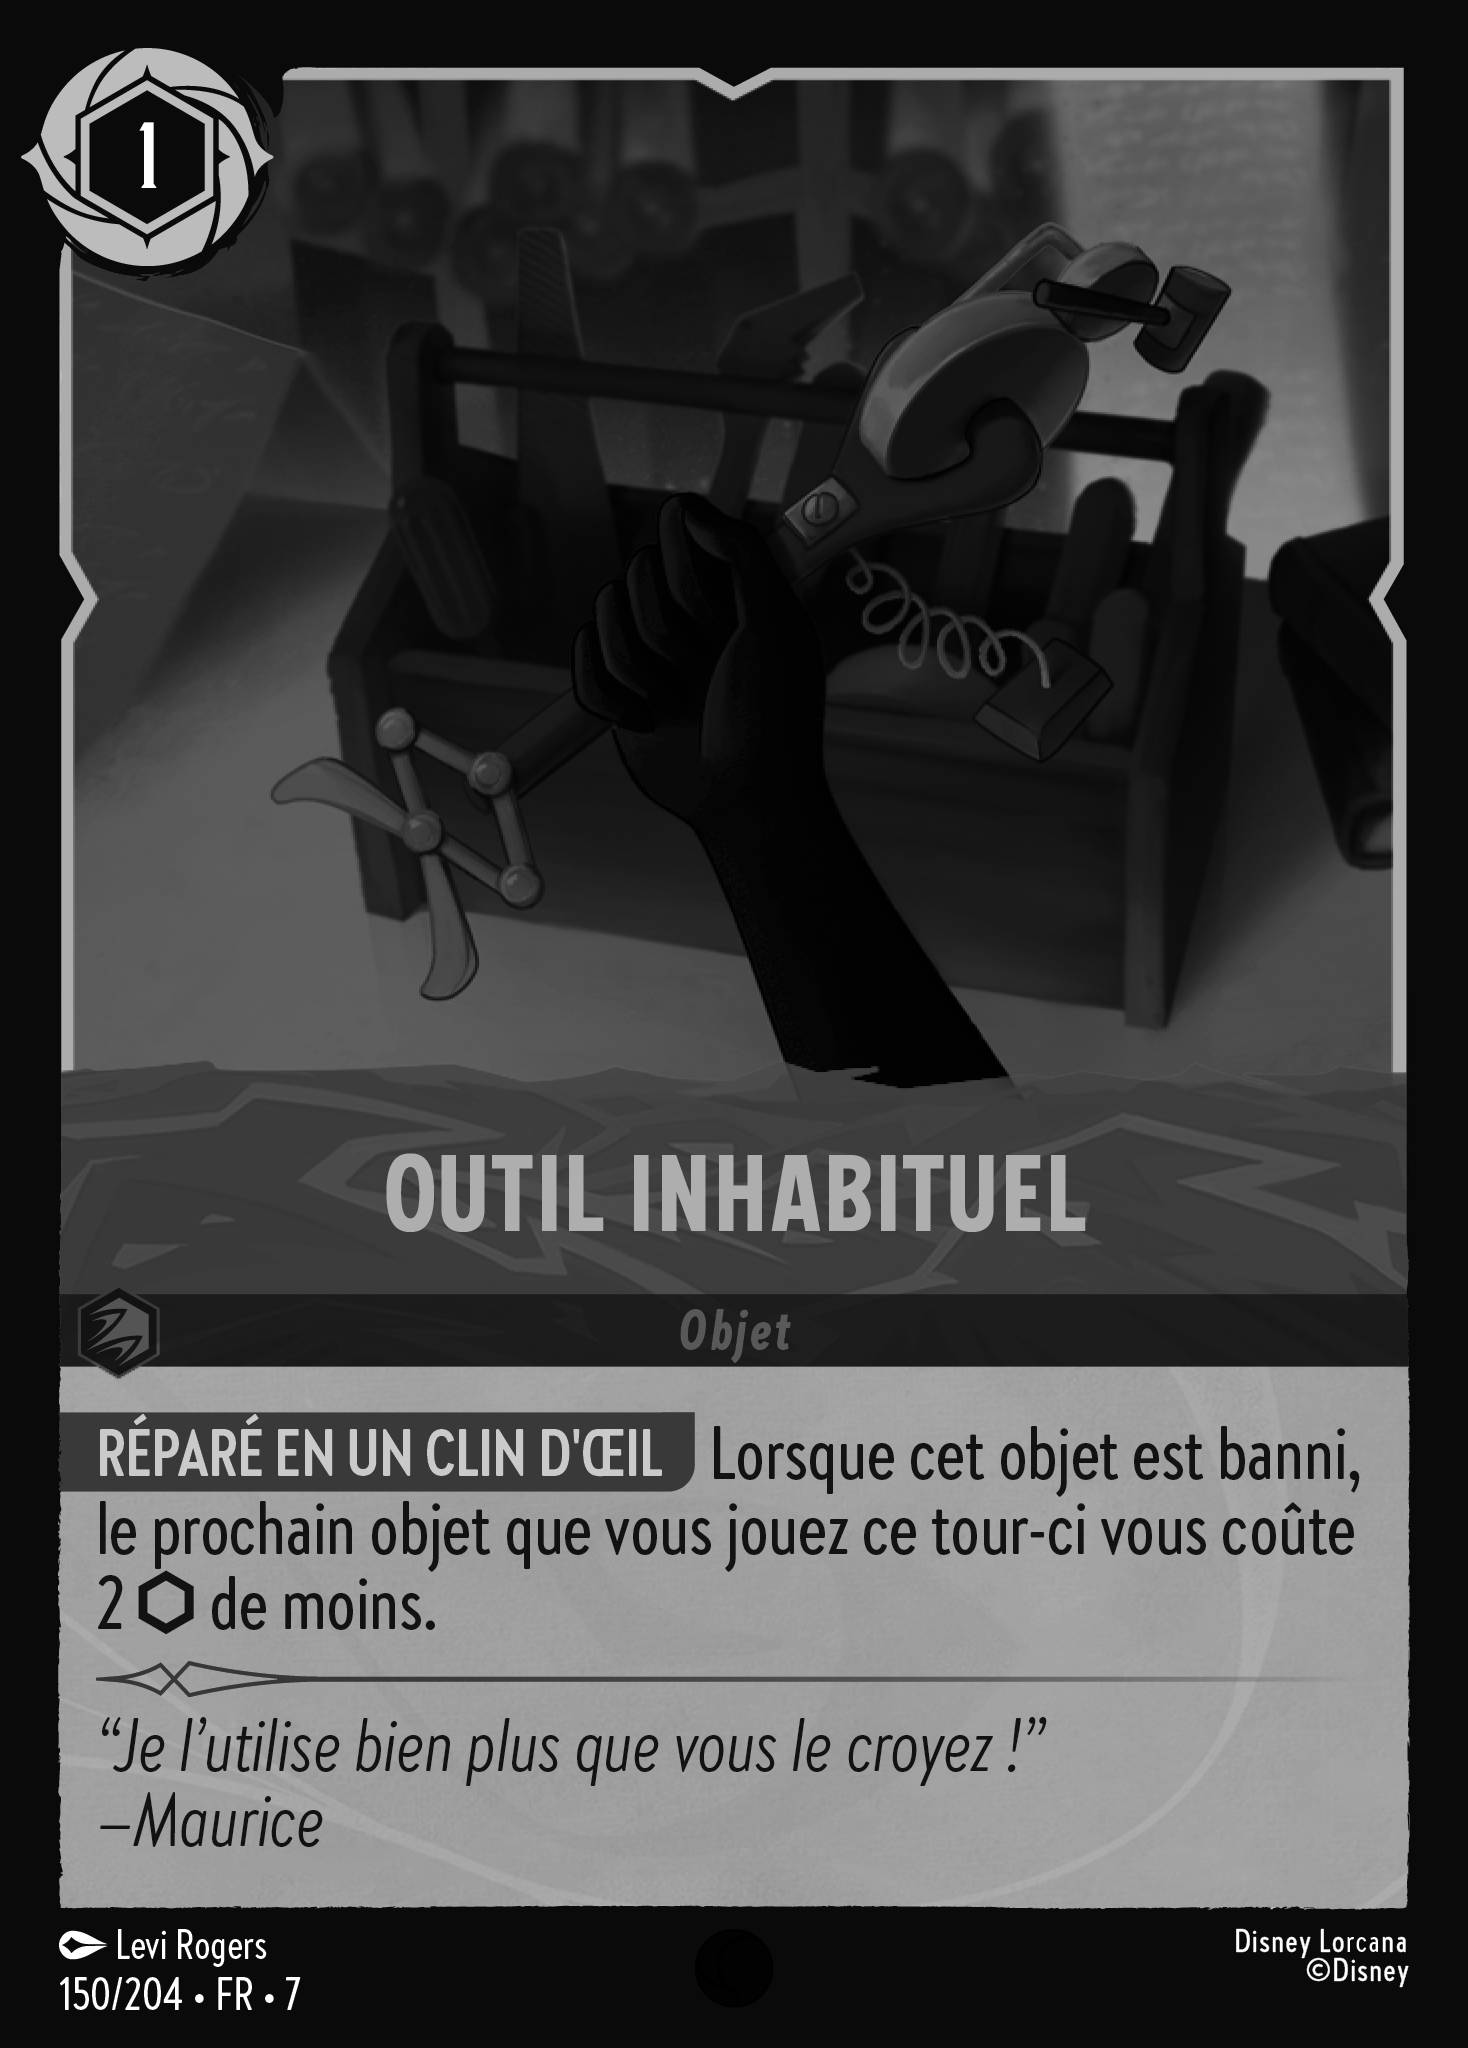 1
OUTIL INHABITUEL
Objet
RÉPARÉ EN UN CLIN D'ŒIL Lorsque cet objet est banni,
le prochain objet que vous jouez ce tour-ci vous coûte
2 ⬡ de moins.
“Je l’utilise bien plus que vous le croyez !”
–Maurice
Levi Rogers
150/204 • FR • 7
Disney Lorcana
©Disney